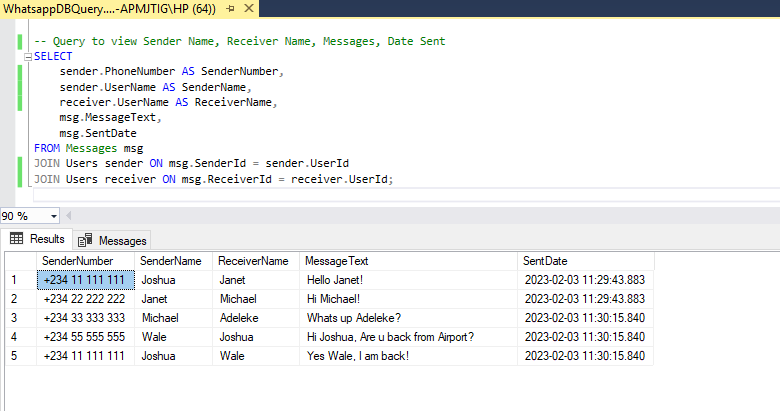 WhatsappDBQuery....-APMJTIG\HP (64))
-- Query to view Sender Name, Receiver Name, Messages, Date Sent
SELECT
sender.PhoneNumber AS SenderNumber,
sender.UserName AS SenderName,
receiver.UserName AS ReceiverName,
msg.MessageText,
msg.SentDate
FROM Messages msg
JOIN Users sender ON msg.SenderId = sender.UserId
JOIN Users receiver ON msg.ReceiverId = receiver.UserId;
90 %
Results Messages
SenderNumber SenderName ReceiverName MessageText SentDate
1 +234 11 111 111 Joshua Janet Hello Janet! 2023-02-03 11:29:43.883
2 +234 22 222 222 Janet Michael Hi Michael! 2023-02-03 11:29:43.883
3 +234 33 333 333 Michael Adeleke Whats up Adeleke? 2023-02-03 11:30:15.840
4 +234 55 555 555 Wale Joshua Hi Joshua, Are u back from Airport? 2023-02-03 11:30:15.840
5 +234 11 111 111 Joshua Wale Yes Wale, I am back! 2023-02-03 11:30:15.840